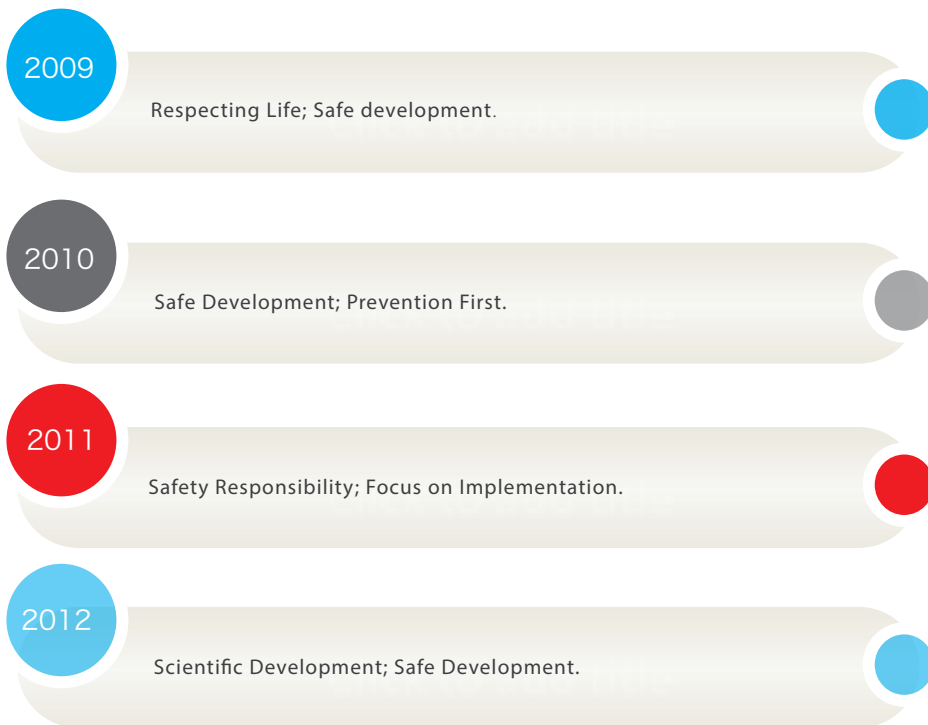 2009
Respecting Life; Safe development.
2010
Safe Development; Prevention First.
2011
Safety Responsibility; Focus on Implementation.
2012
Scientific Development; Safe Development.